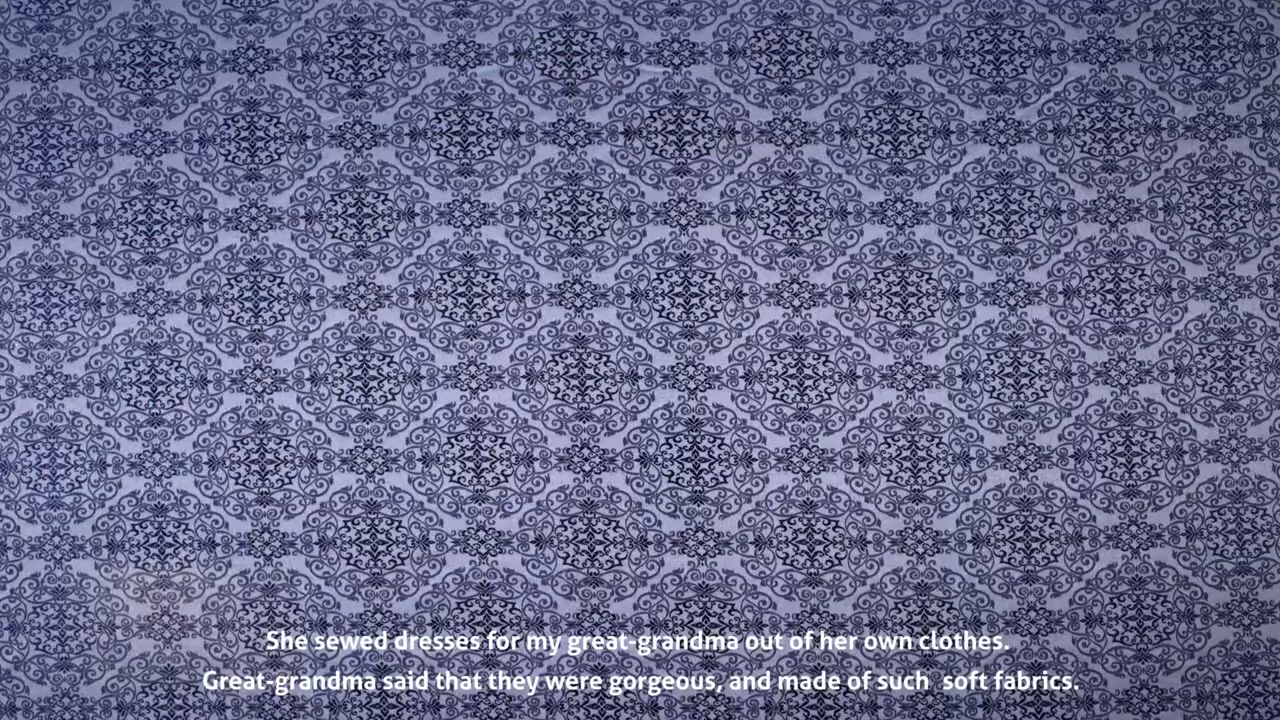 She sewed dresses for my great-grandma out of her own clothes.
Great-grandma said that they were gorgeous, and made of such  soft fabrics.